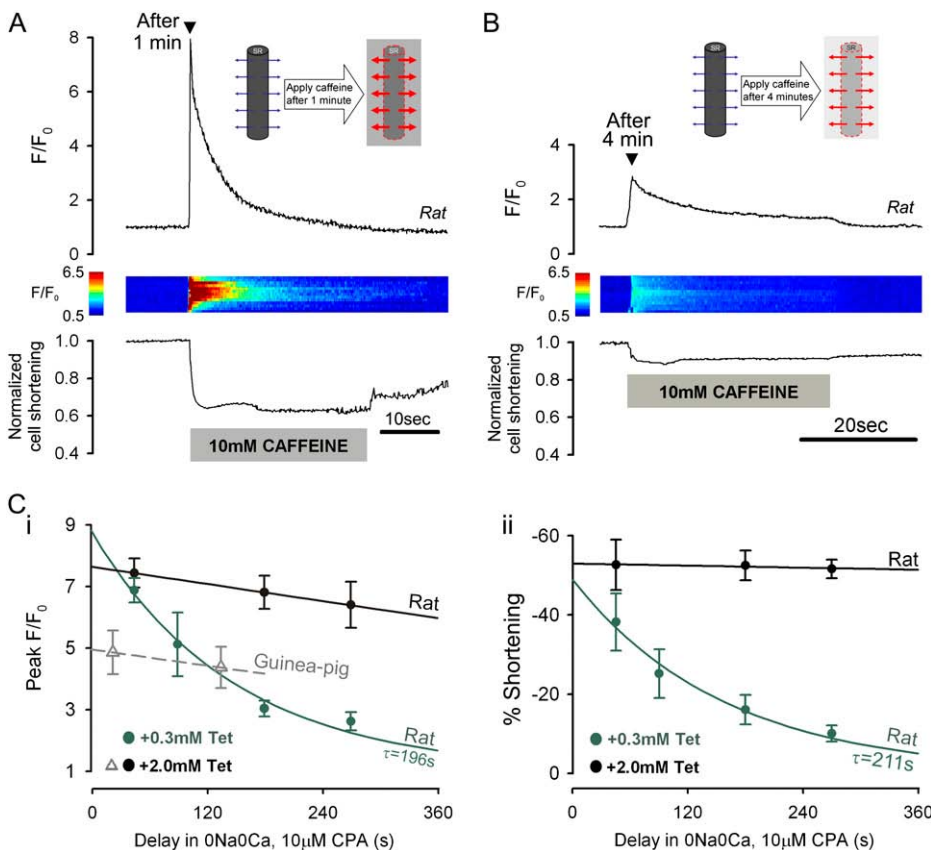 A
After
1 min
8
6
4
2
0
F/F0
SR
Apply caffeine
after 1 minute
Rat
6.5
F/F0
0.5
1.0
0.8
0.6
0.4
Normalized
cell shortening
10mM CAFFEINE
10sec
B
After
4 min
4
2
0
F/F0
SR
Apply caffeine
after 4 minutes
Rat
6.5
F/F0
0.5
1.0
0.8
0.6
0.4
Normalized
cell shortening
10mM CAFFEINE
20sec
C
i
9
7
5
3
1
Peak F/F0
Rat
Guinea-pig
Rat
τ=196s
+0.3mM Tet
+2.0mM Tet
0 120 240 360
Delay in 0Na0Ca, 10μM CPA (s)
ii
-60
-40
-20
0
% Shortening
Rat
Rat
τ=211s
+0.3mM Tet
+2.0mM Tet
0 120 240 360
Delay in 0Na0Ca, 10μM CPA (s)